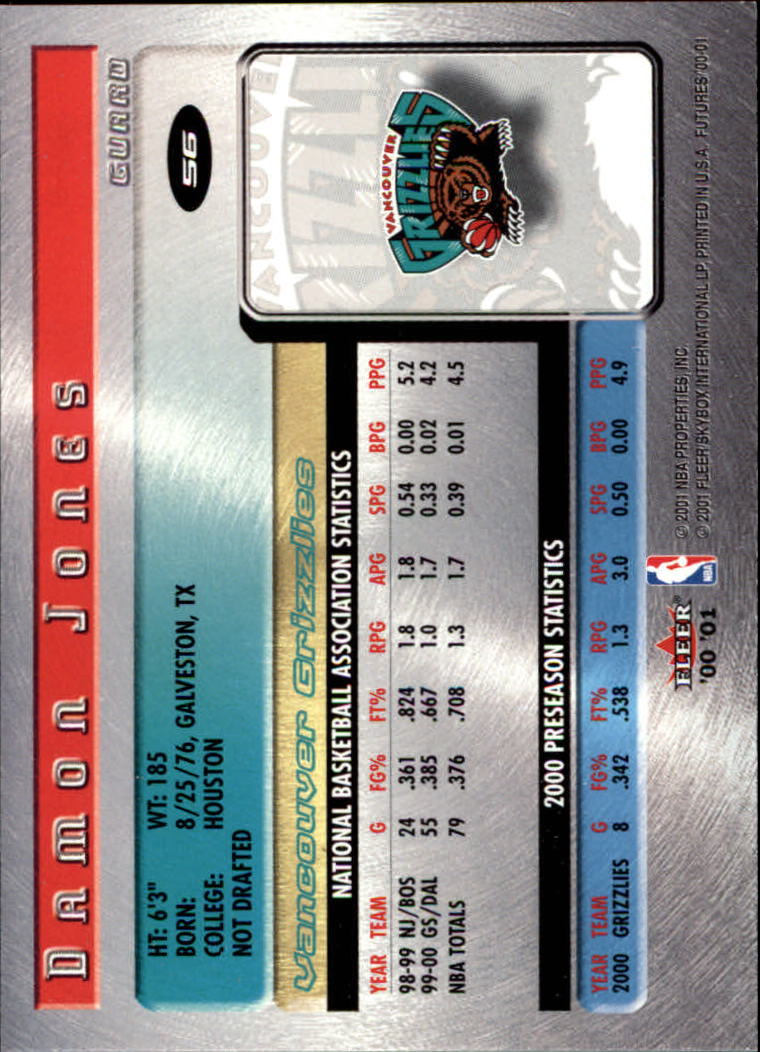 Damon Jones
GUARD
HT: 6'3" WT: 185
BORN: 8/25/76, GALVESTON, TX
COLLEGE: HOUSTON
NOT DRAFTED
56
Vancouver Grizzlies
NATIONAL BASKETBALL ASSOCIATION STATISTICS
YEAR TEAM G FG% FT% RPG APG SPG BPG PPG
98-99 NJ/BOS 24 .361 .824 1.8 1.8 0.54 0.00 5.2
99-00 GS/DAL 55 .385 .667 1.0 1.7 0.33 0.02 4.2
NBA TOTALS 79 .376 .708 1.3 1.7 0.39 0.01 4.5
VANCOUVER
GRIZZLIES
2000 PRESEASON STATISTICS
YEAR TEAM G FG% FT% RPG APG SPG BPG PPG
2000 GRIZZLIES 8 .342 .538 1.3 3.0 0.50 0.00 4.9
FLEER®
'00 '01
NBA
© 2001 NBA PROPERTIES, INC.
© 2001 FLEER/SKYBOX INTERNATIONAL LP, PRINTED IN U.S.A. FUTURES '00-01